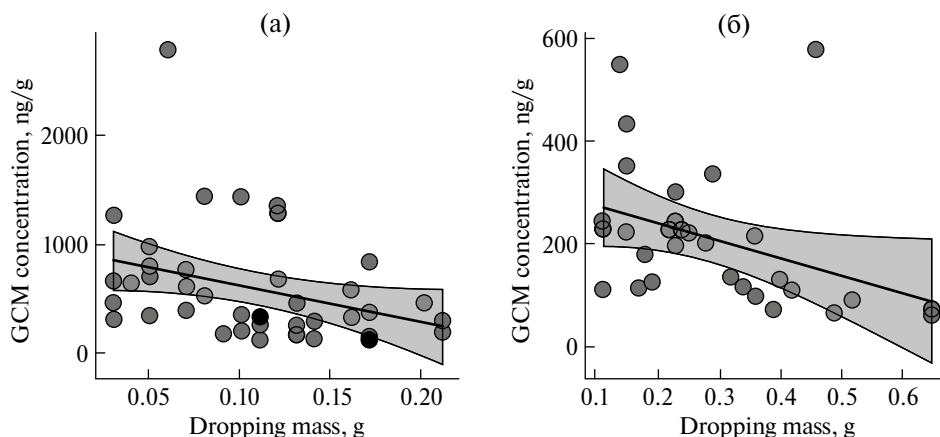 (а)
GCM concentration, ng/g
2000
1000
0
0.05 0.10 0.15 0.20
Dropping mass, g
(б)
GCM concentration, ng/g
600
400
200
0
0.1 0.2 0.3 0.4 0.5 0.6
Dropping mass, g